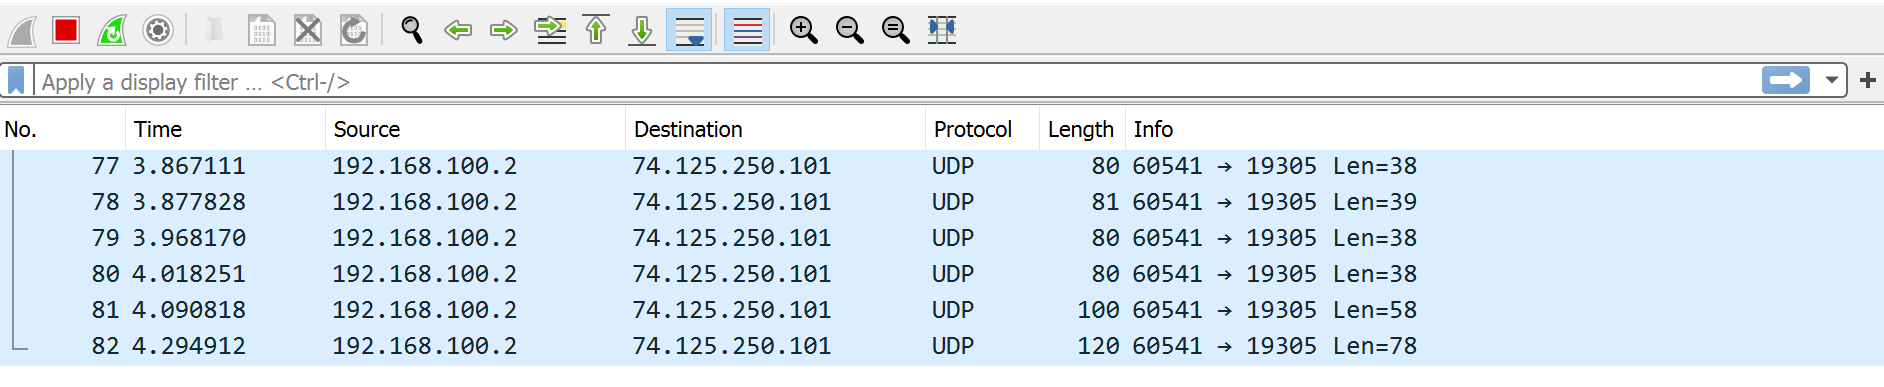 Apply a display filter … <Ctrl-/>
No. Time Source Destination Protocol Length Info
77 3.867111 192.168.100.2 74.125.250.101 UDP 80 60541 → 19305 Len=38
78 3.877828 192.168.100.2 74.125.250.101 UDP 81 60541 → 19305 Len=39
79 3.968170 192.168.100.2 74.125.250.101 UDP 80 60541 → 19305 Len=38
80 4.018251 192.168.100.2 74.125.250.101 UDP 80 60541 → 19305 Len=38
81 4.090818 192.168.100.2 74.125.250.101 UDP 100 60541 → 19305 Len=58
82 4.294912 192.168.100.2 74.125.250.101 UDP 120 60541 → 19305 Len=78